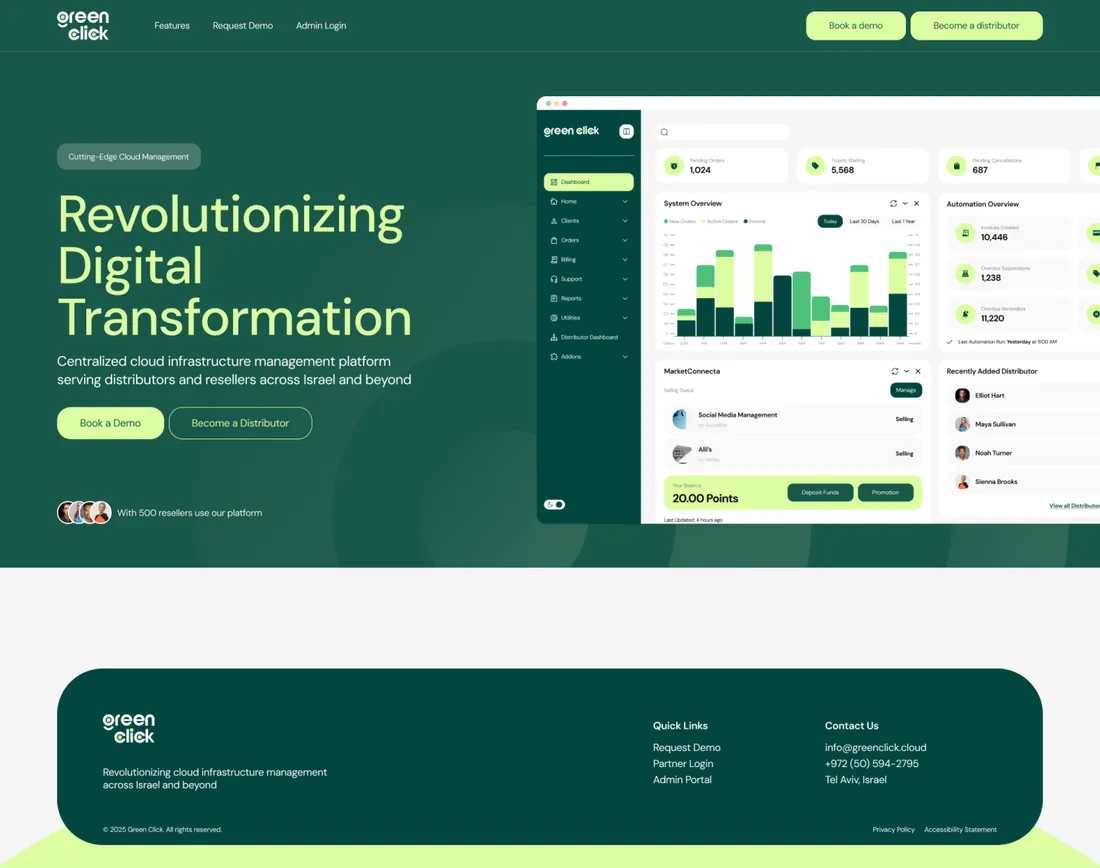 green click
Features
Request Demo
Admin Login
Book a demo
Become a distributor
Cutting-Edge Cloud Management
Revolutionizing
Digital
Transformation
Centralized cloud infrastructure management platform
serving distributors and resellers across Israel and beyond
Book a Demo
Become a Distributor
With 500 resellers use our platform
green click
Dashboard
Home
Clients
Orders
Billing
Support
Reports
Utilities
Distributor Dashboard
Addons
Pending Orders
1,024
Tickets Waiting
5,568
Pending Cancellations
687
System Overview
New Orders
Active Orders
Income
Today
Last 30 Days
Last 1 Year
Automation Overview
Invoices Created
10,446
Overdue Suspensions
1,238
Overdue Reminders
11,220
Last Automation Run: Yesterday at 9:00 AM
MarketConnecta
Selling Status
Manage
Social Media Management
Selling
Alli's
Selling
Your Balance
20.00 Points
Deposit Funds
Promotion
Last Updated: 4 hours ago
Recently Added Distributor
Elliot Hart
Maya Sullivan
Noah Turner
Sienna Brooks
View all Distributor
green
click
Revolutionizing cloud infrastructure management
across Israel and beyond
Quick Links
Request Demo
Partner Login
Admin Portal
Contact Us
info@greenclick.cloud
+972 (50) 594-2795
Tel Aviv, Israel
© 2025 Green Click. All rights reserved.
Privacy Policy
Accessibility Statement